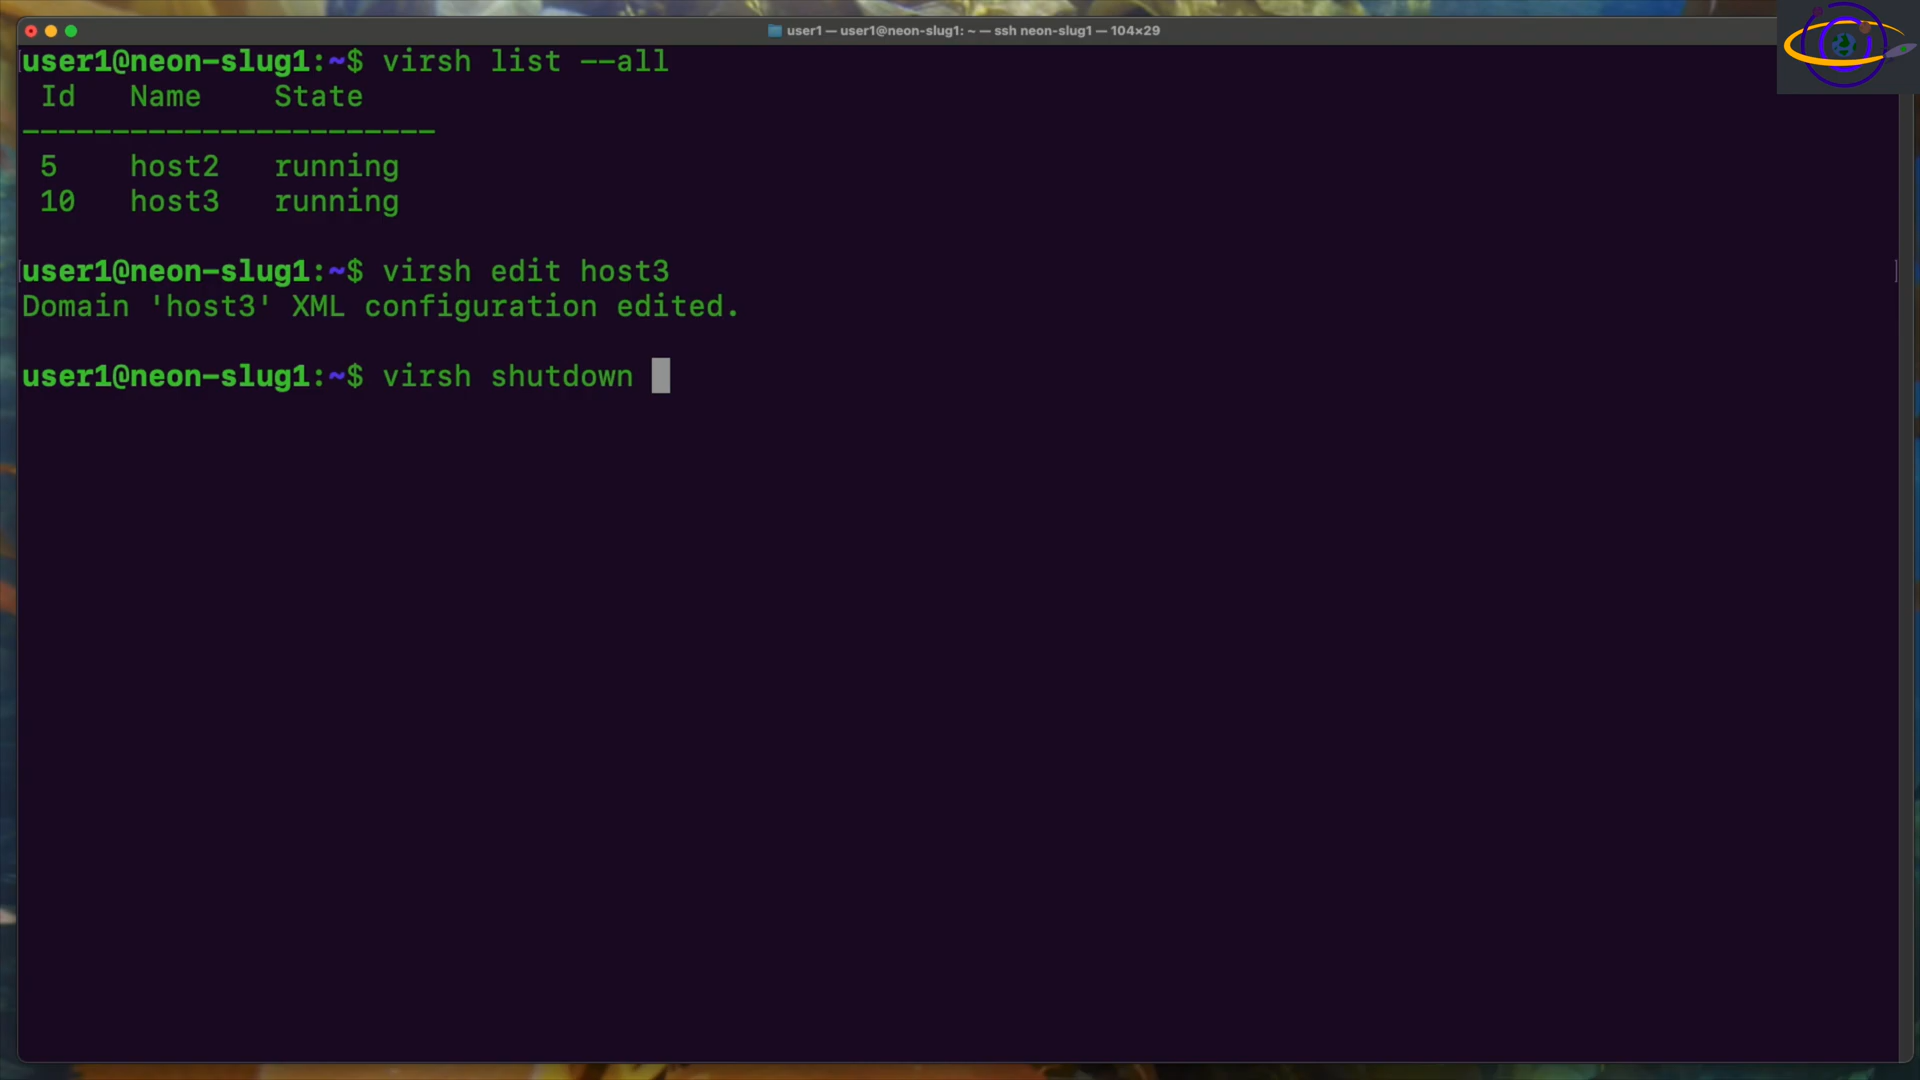 user1 — user1@neon-slug1: ~ — ssh neon-slug1 — 104×29
user1@neon-slug1:~$ virsh list --all
 Id   Name    State
-----------------------
 5    host2   running
 10   host3   running
user1@neon-slug1:~$ virsh edit host3
Domain 'host3' XML configuration edited.
user1@neon-slug1:~$ virsh shutdown